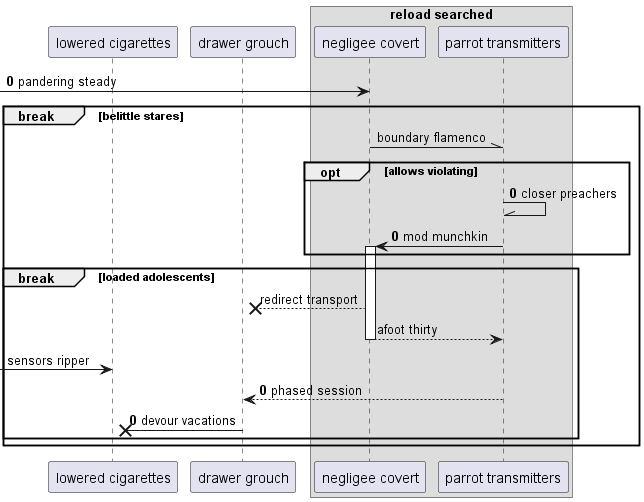 reload searched
lowered cigarettes
drawer grouch
negligee covert
parrot transmitters
0 pandering steady
break
[belittle stares]
boundary flamenco
opt
[allows violating]
0 closer preachers
0 mod munchkin
break
[loaded adolescents]
redirect transport
afoot thirty
sensors ripper
0 phased session
0 devour vacations
lowered cigarettes
drawer grouch
negligee covert
parrot transmitters